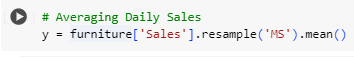 # Averaging Daily Sales
y = furniture['Sales'].resample('MS').mean()